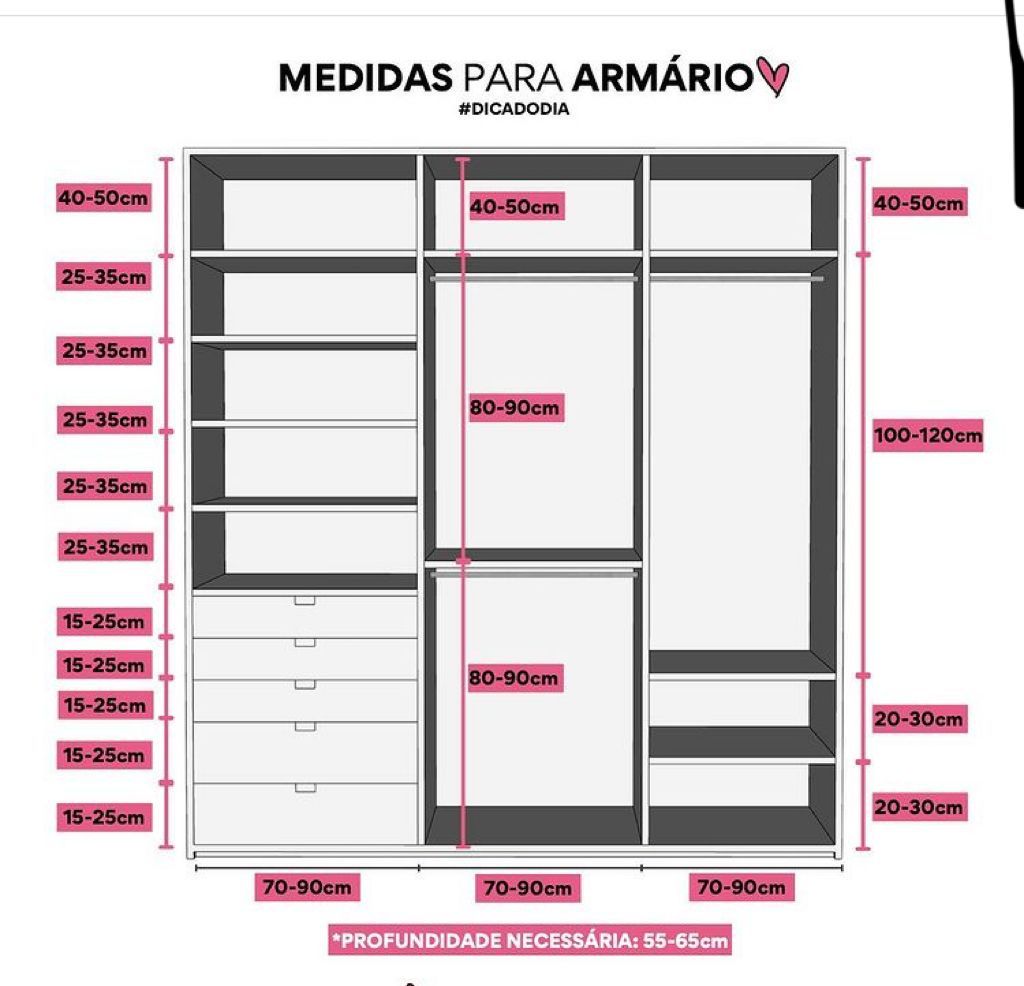 MEDIDAS PARA ARMÁRIO
#DICADODIA
40-50cm
25-35cm
25-35cm
25-35cm
25-35cm
25-35cm
15-25cm
15-25cm
15-25cm
15-25cm
15-25cm
40-50cm
80-90cm
80-90cm
40-50cm
100-120cm
20-30cm
20-30cm
70-90cm
70-90cm
70-90cm
*PROFUNDIDADE NECESSÁRIA: 55-65cm